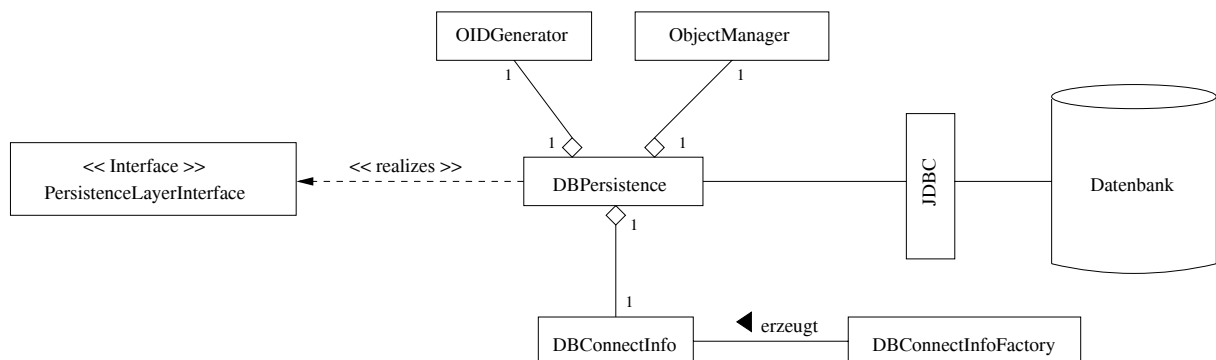 OIDGenerator
ObjectManager
1
1
1
1
<< Interface >>
PersistenceLayerInterface
<< realizes >>
DBPersistence
JDBC
Datenbank
1
1
DBConnectInfo
erzeugt
DBConnectInfoFactory